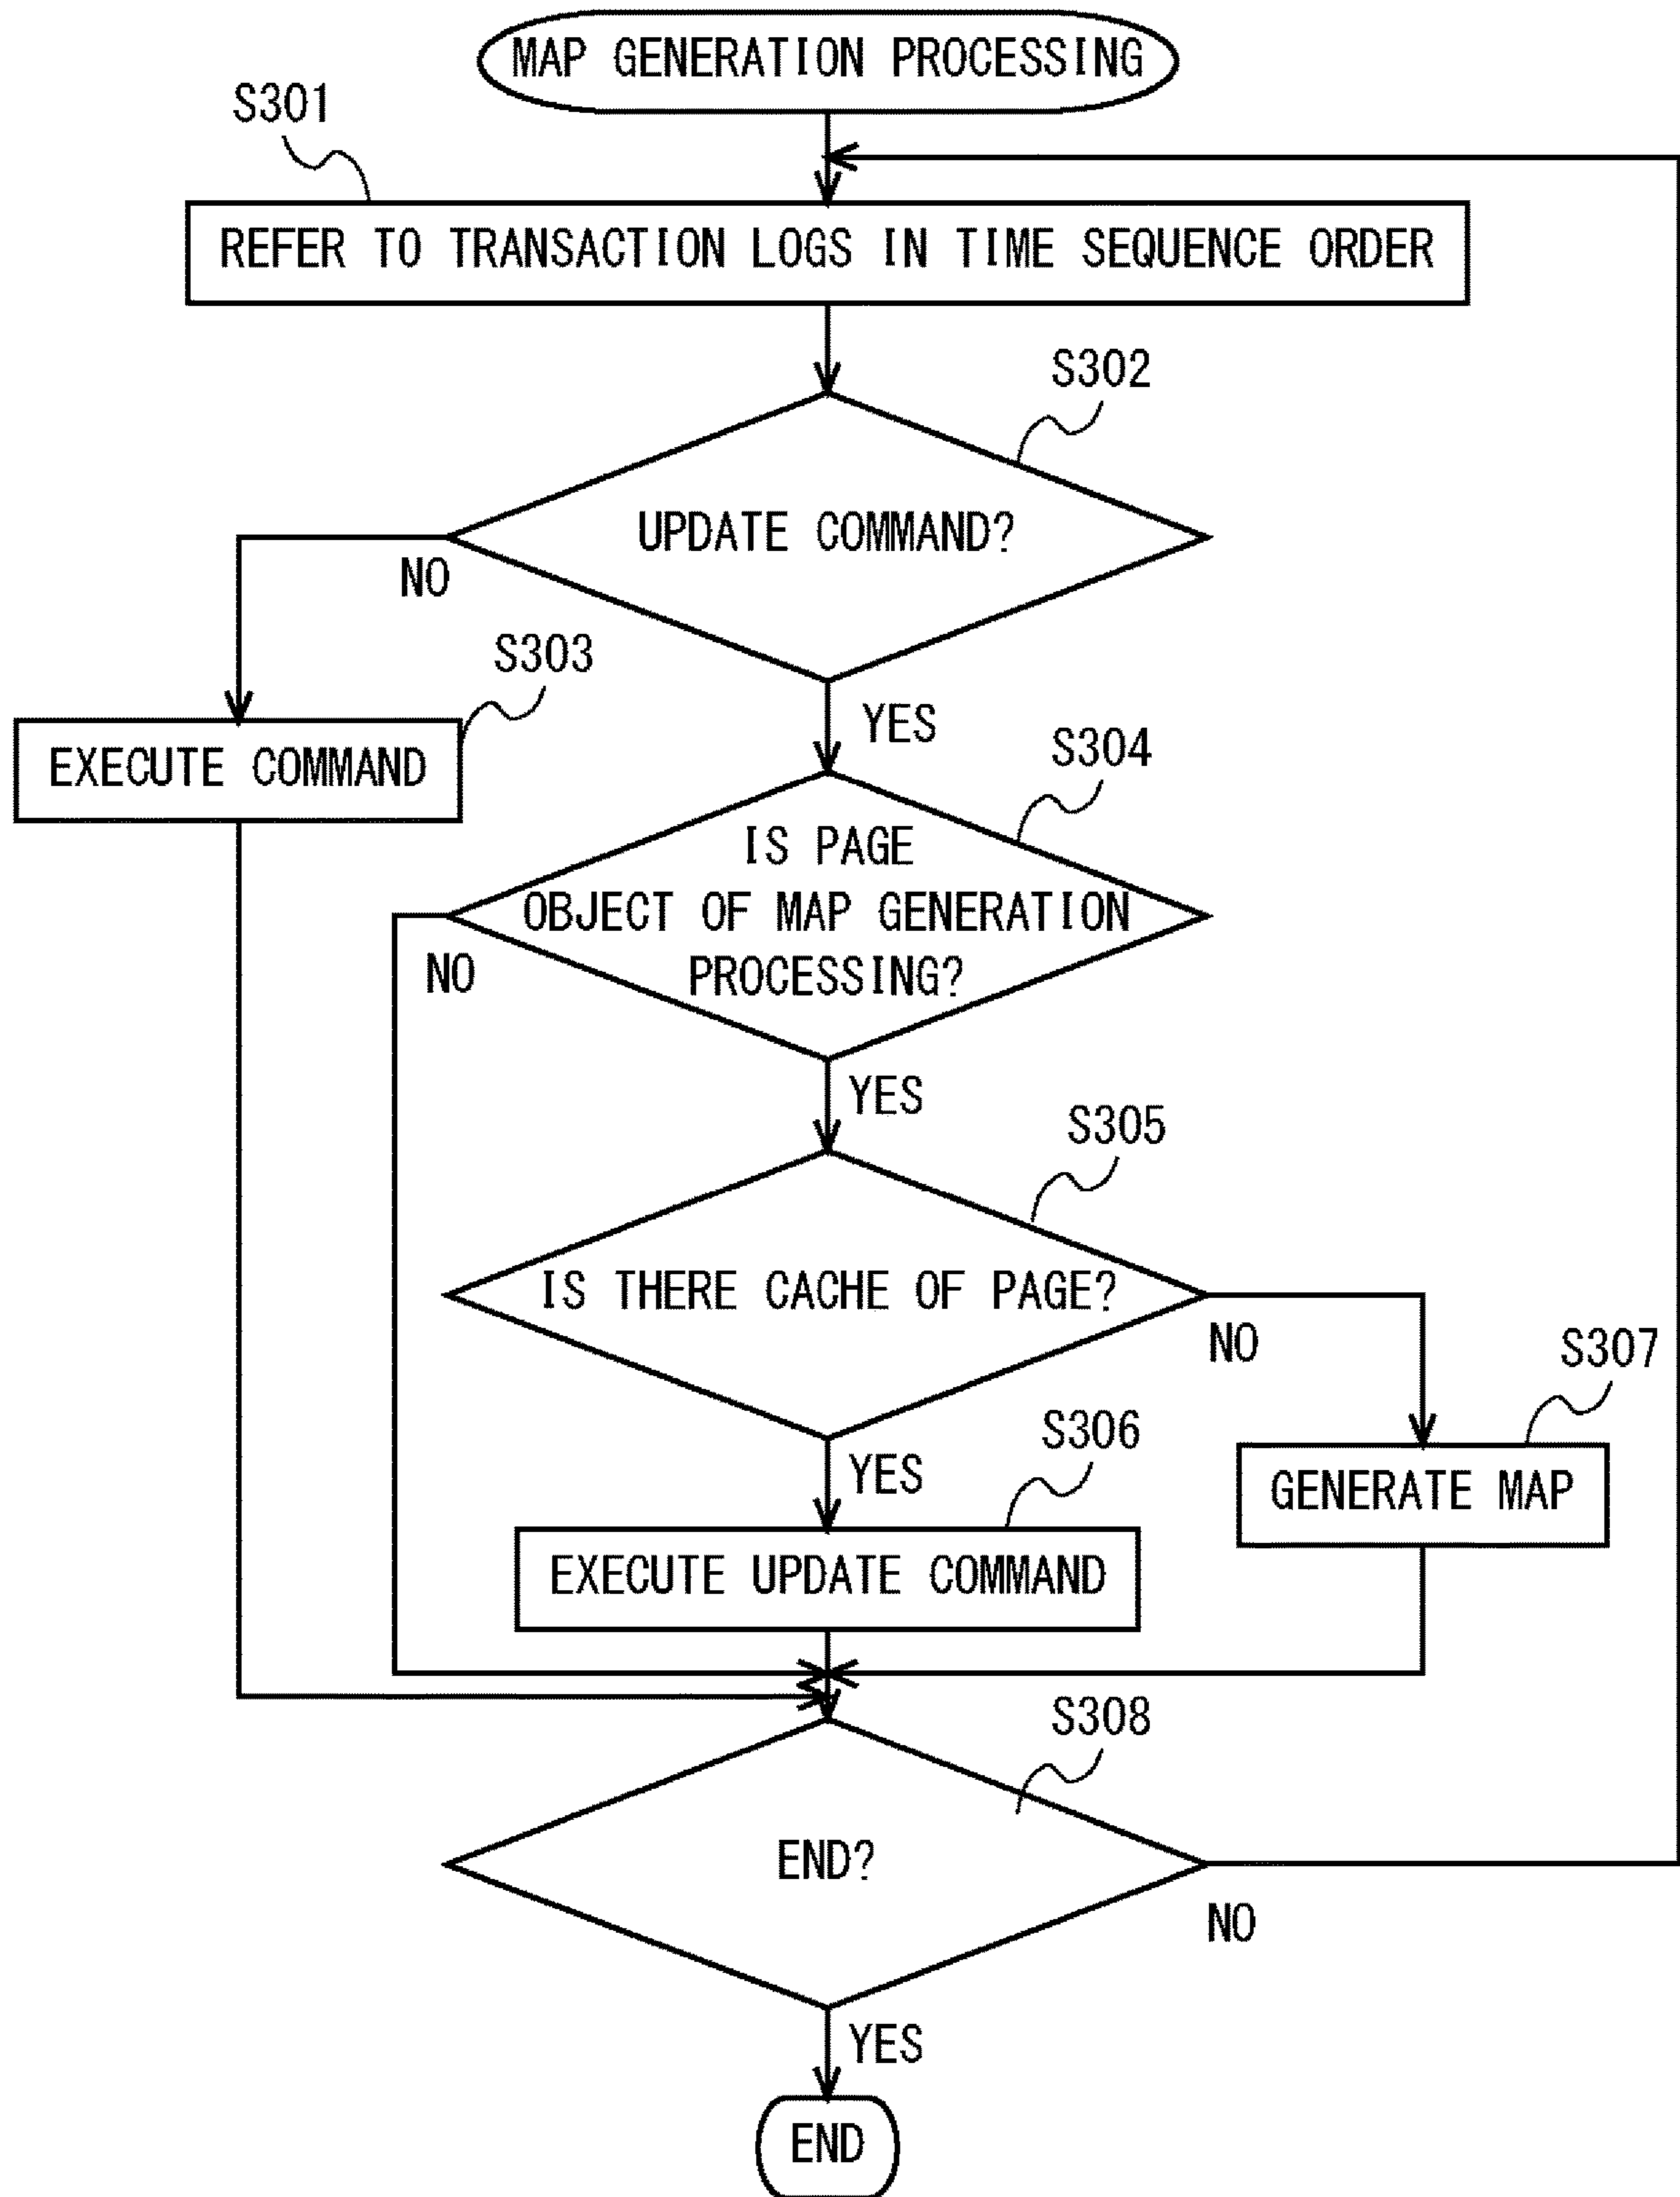 MAP GENERATION PROCESSING
S301
REFER TO TRANSACTION LOGS IN TIME SEQUENCE ORDER
S302
UPDATE COMMAND?
NO
S303
EXECUTE COMMAND
YES
S304
IS PAGE
OBJECT OF MAP GENERATION
PROCESSING?
NO
YES
S305
IS THERE CACHE OF PAGE?
NO
S307
GENERATE MAP
YES
S306
EXECUTE UPDATE COMMAND
S308
END?
NO
YES
END